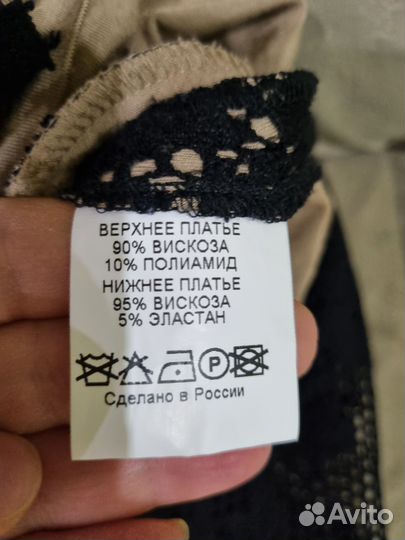 ВЕРХНЕЕ ПЛАТЬЕ
90% ВИСКОЗА
10% ПОЛИАМИД
НИЖНЕЕ ПЛАТЬЕ
95% ВИСКОЗА
5% ЭЛАСТАН
P
Сделано в России
Avito